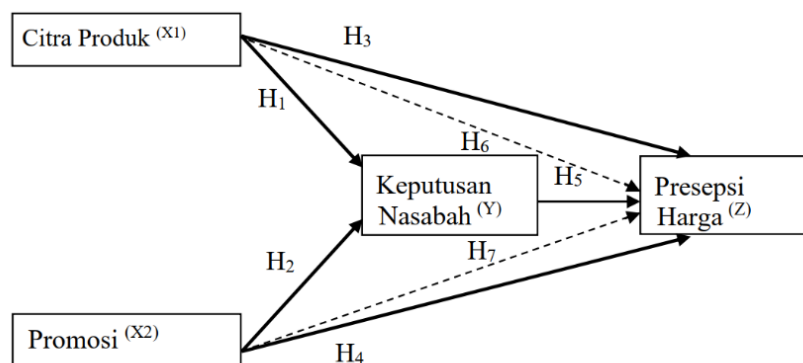 Citra Produk (X1)
H3
H1
H6
Keputusan
Nasabah (Y)
H5
Presepsi
Harga (Z)
H2
H7
Promosi (X2)
H4